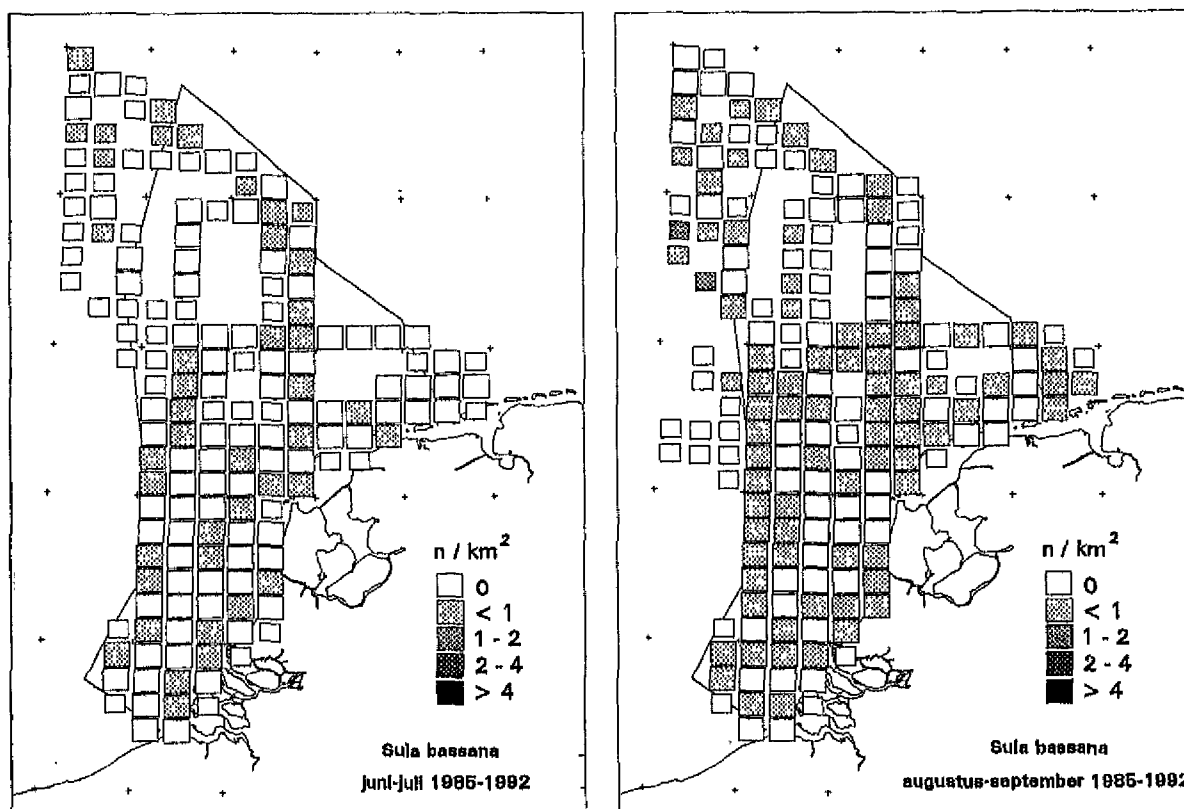 n / km²
0
< 1
1 - 2
2 - 4
> 4
Sula bassana
juni-juli 1985-1992
n / km²
0
< 1
1 - 2
2 - 4
> 4
Sula bassana
augustus-september 1985-1992